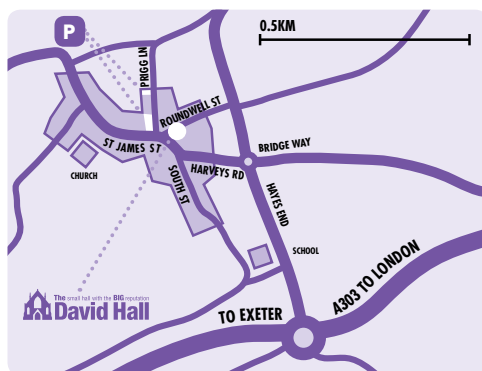 P
0.5KM
PRIGG LN
ROUNDWELL ST
ST JAMES ST
BRIDGE WAY
HARVEYS RD
CHURCH
SOUTH ST
HAYES END
SCHOOL
The small hall with the BIG reputation
David Hall
TO EXETER
A303 TO LONDON